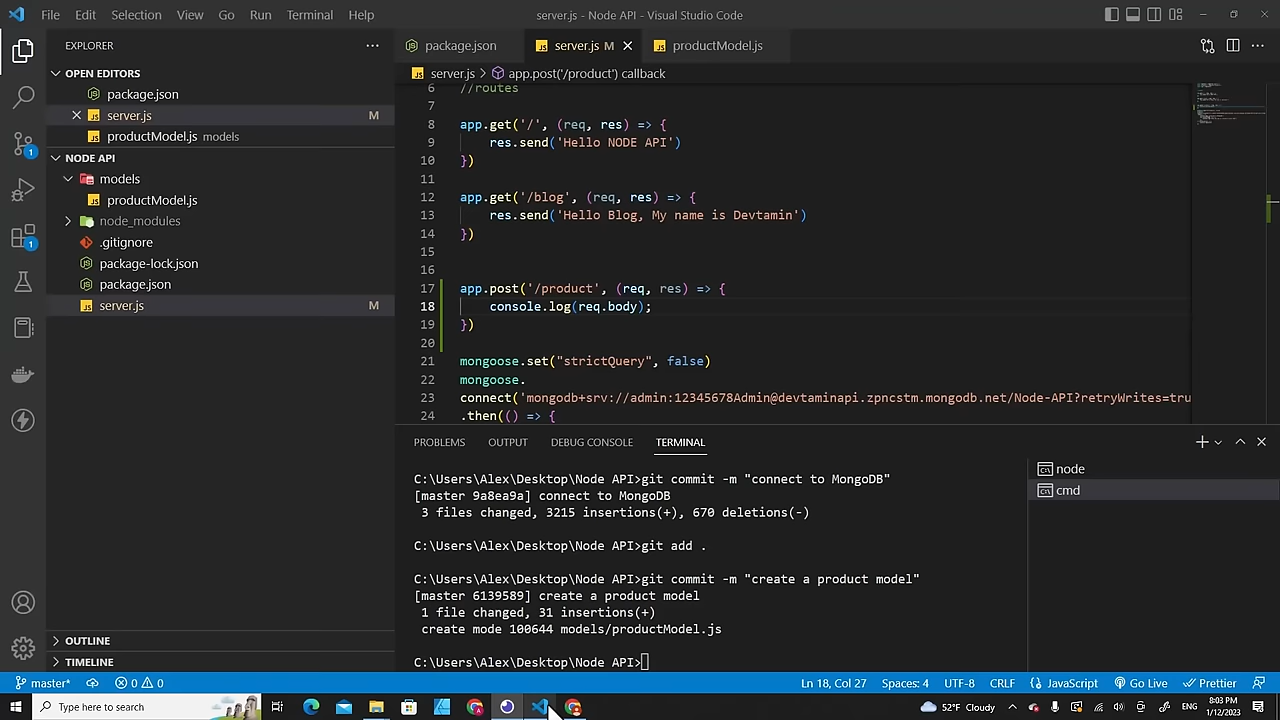 File Edit Selection View Go Run Terminal Help
server.js - Node API - Visual Studio Code
EXPLORER
OPEN EDITORS
package.json
server.js M
productModel.js models
NODE API
models
productModel.js
node_modules
.gitignore
package-lock.json
package.json
server.js M
OUTLINE
TIMELINE
1
1
package.json
server.js M
productModel.js
server.js > app.post('/product') callback
6 //routes
7
8 app.get('/', (req, res) => {
9 res.send('Hello NODE API')
10 })
11
12 app.get('/blog', (req, res) => {
13 res.send('Hello Blog, My name is Devtamin')
14 })
15
16
17 app.post('/product', (req, res) => {
18 console.log(req.body);
19 })
20
21 mongoose.set("strictQuery", false)
22 mongoose.
23 connect('mongodb+srv://admin:12345678Admin@devtaminapi.zpncstm.mongodb.net/Node-API?retryWrites=tru
24 .then(() => {
PROBLEMS OUTPUT DEBUG CONSOLE TERMINAL
C:\Users\Alex\Desktop\Node API>git commit -m "connect to MongoDB"
[master 9a8ea9a] connect to MongoDB
3 files changed, 3215 insertions(+), 670 deletions(-)
C:\Users\Alex\Desktop\Node API>git add .
C:\Users\Alex\Desktop\Node API>git commit -m "create a product model"
[master 6139589] create a product model
1 file changed, 31 insertions(+)
create mode 100644 models/productModel.js
C:\Users\Alex\Desktop\Node API>
node
cmd
master* 0 0
Ln 18, Col 27 Spaces: 4 UTF-8 CRLF JavaScript Go Live Prettier
Type here to search
52°F Cloudy
8:03 PM
1/12/2023